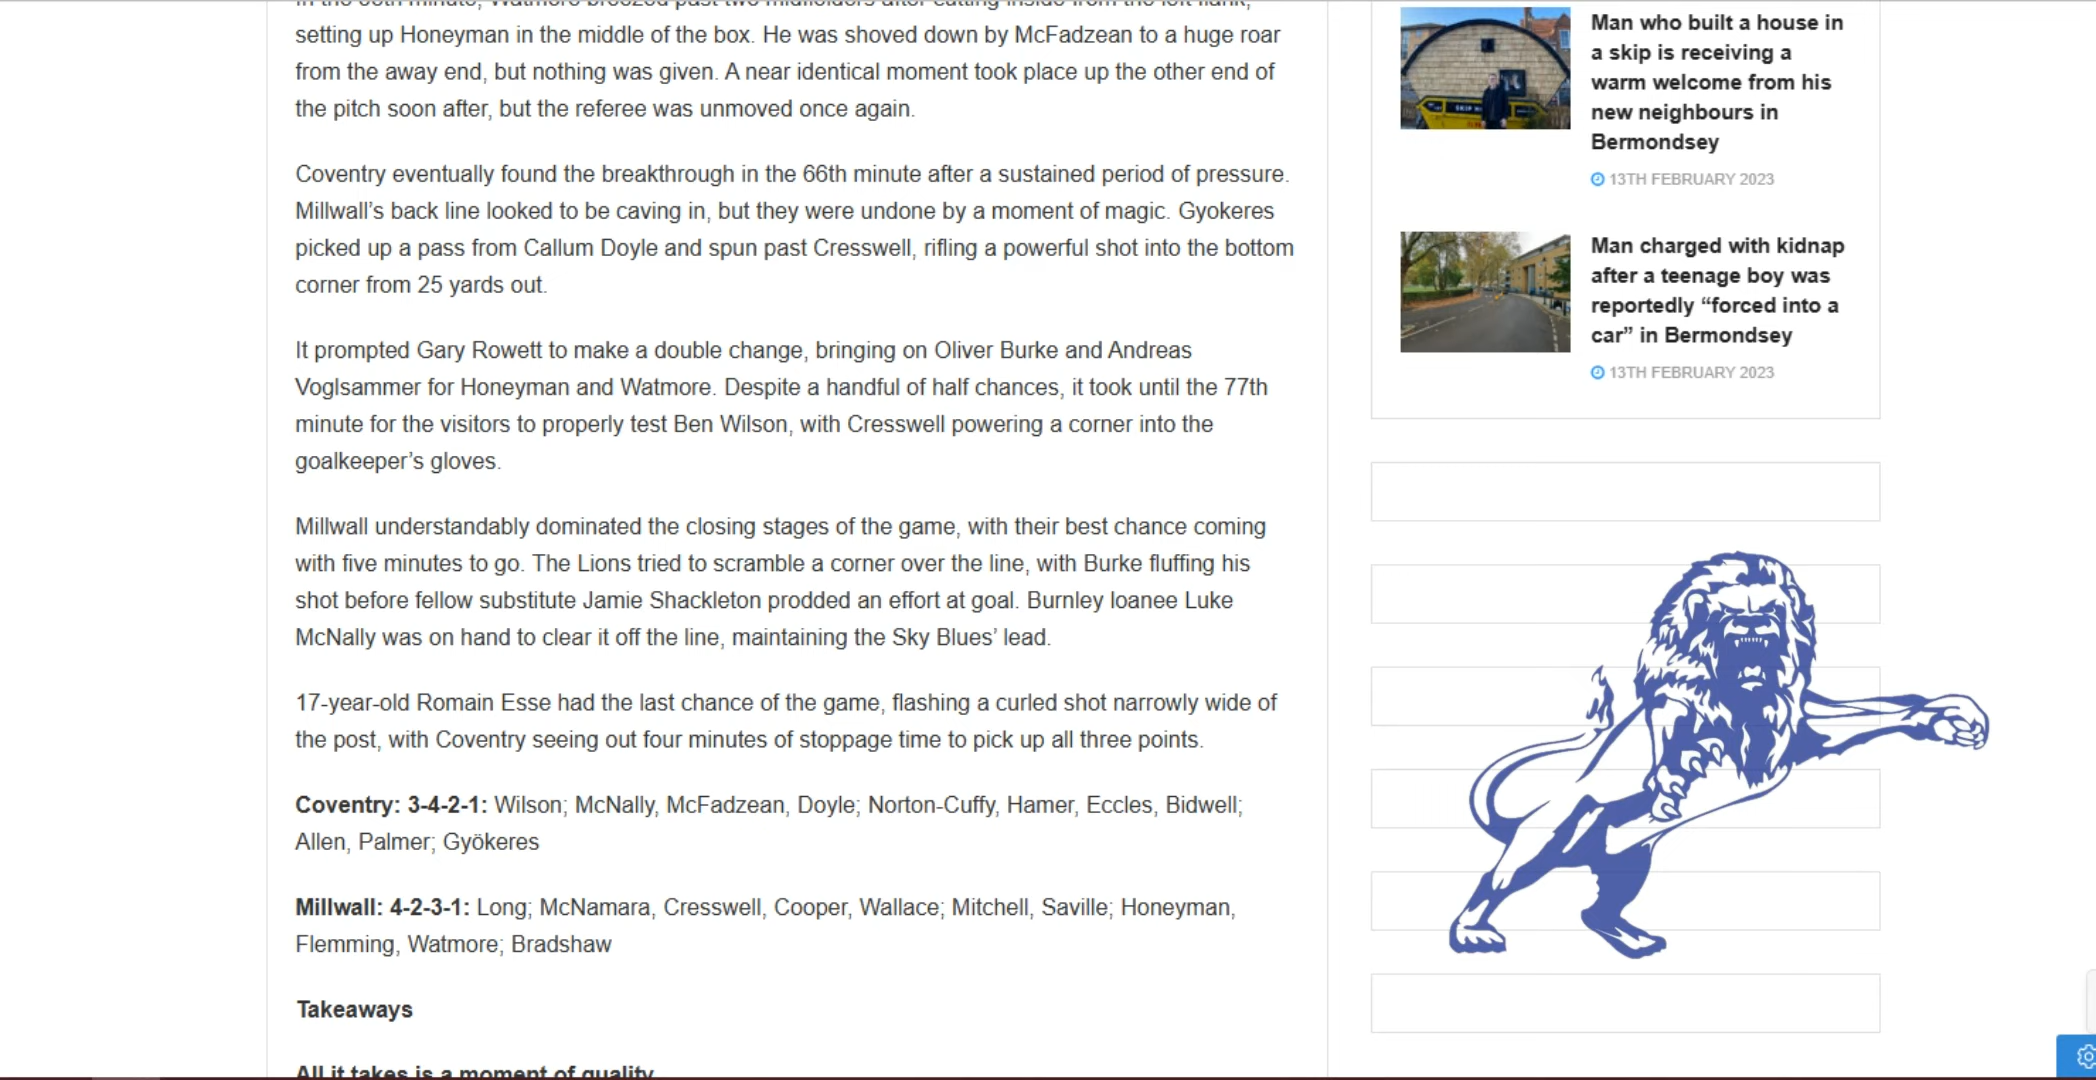 setting up Honeyman in the middle of the box. He was shoved down by McFadzean to a huge roar
from the away end, but nothing was given. A near identical moment took place up the other end of
the pitch soon after, but the referee was unmoved once again.
Coventry eventually found the breakthrough in the 66th minute after a sustained period of pressure.
Millwall’s back line looked to be caving in, but they were undone by a moment of magic. Gyokeres
picked up a pass from Callum Doyle and spun past Cresswell, rifling a powerful shot into the bottom
corner from 25 yards out.
It prompted Gary Rowett to make a double change, bringing on Oliver Burke and Andreas
Voglsammer for Honeyman and Watmore. Despite a handful of half chances, it took until the 77th
minute for the visitors to properly test Ben Wilson, with Cresswell powering a corner into the
goalkeeper’s gloves.
Millwall understandably dominated the closing stages of the game, with their best chance coming
with five minutes to go. The Lions tried to scramble a corner over the line, with Burke fluffing his
shot before fellow substitute Jamie Shackleton prodded an effort at goal. Burnley loanee Luke
McNally was on hand to clear it off the line, maintaining the Sky Blues’ lead.
17-year-old Romain Esse had the last chance of the game, flashing a curled shot narrowly wide of
the post, with Coventry seeing out four minutes of stoppage time to pick up all three points.
Coventry: 3-4-2-1: Wilson; McNally, McFadzean, Doyle; Norton-Cuffy, Hamer, Eccles, Bidwell;
Allen, Palmer; Gyökeres
Millwall: 4-2-3-1: Long; McNamara, Cresswell, Cooper, Wallace; Mitchell, Saville; Honeyman,
Flemming, Watmore; Bradshaw
Takeaways
All it takes is a moment of quality
Man who built a house in
a skip is receiving a
warm welcome from his
new neighbours in
Bermondsey
13TH FEBRUARY 2023
Man charged with kidnap
after a teenage boy was
reportedly “forced into a
car” in Bermondsey
13TH FEBRUARY 2023